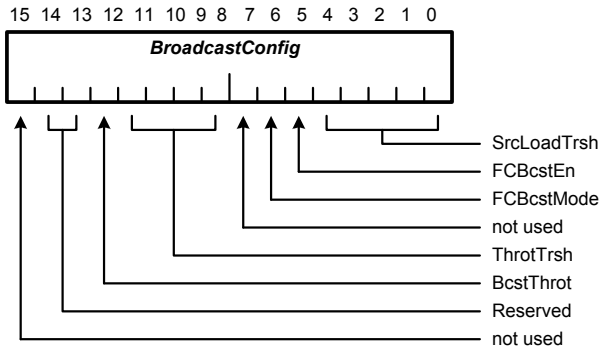 15 14 13 12 11 10 9 8 7 6 5 4 3 2 1 0
BroadcastConfig
SrcLoadTrsh
FCBcstEn
FCBcstMode
not used
ThrotTrsh
BcstThrot
Reserved
not used